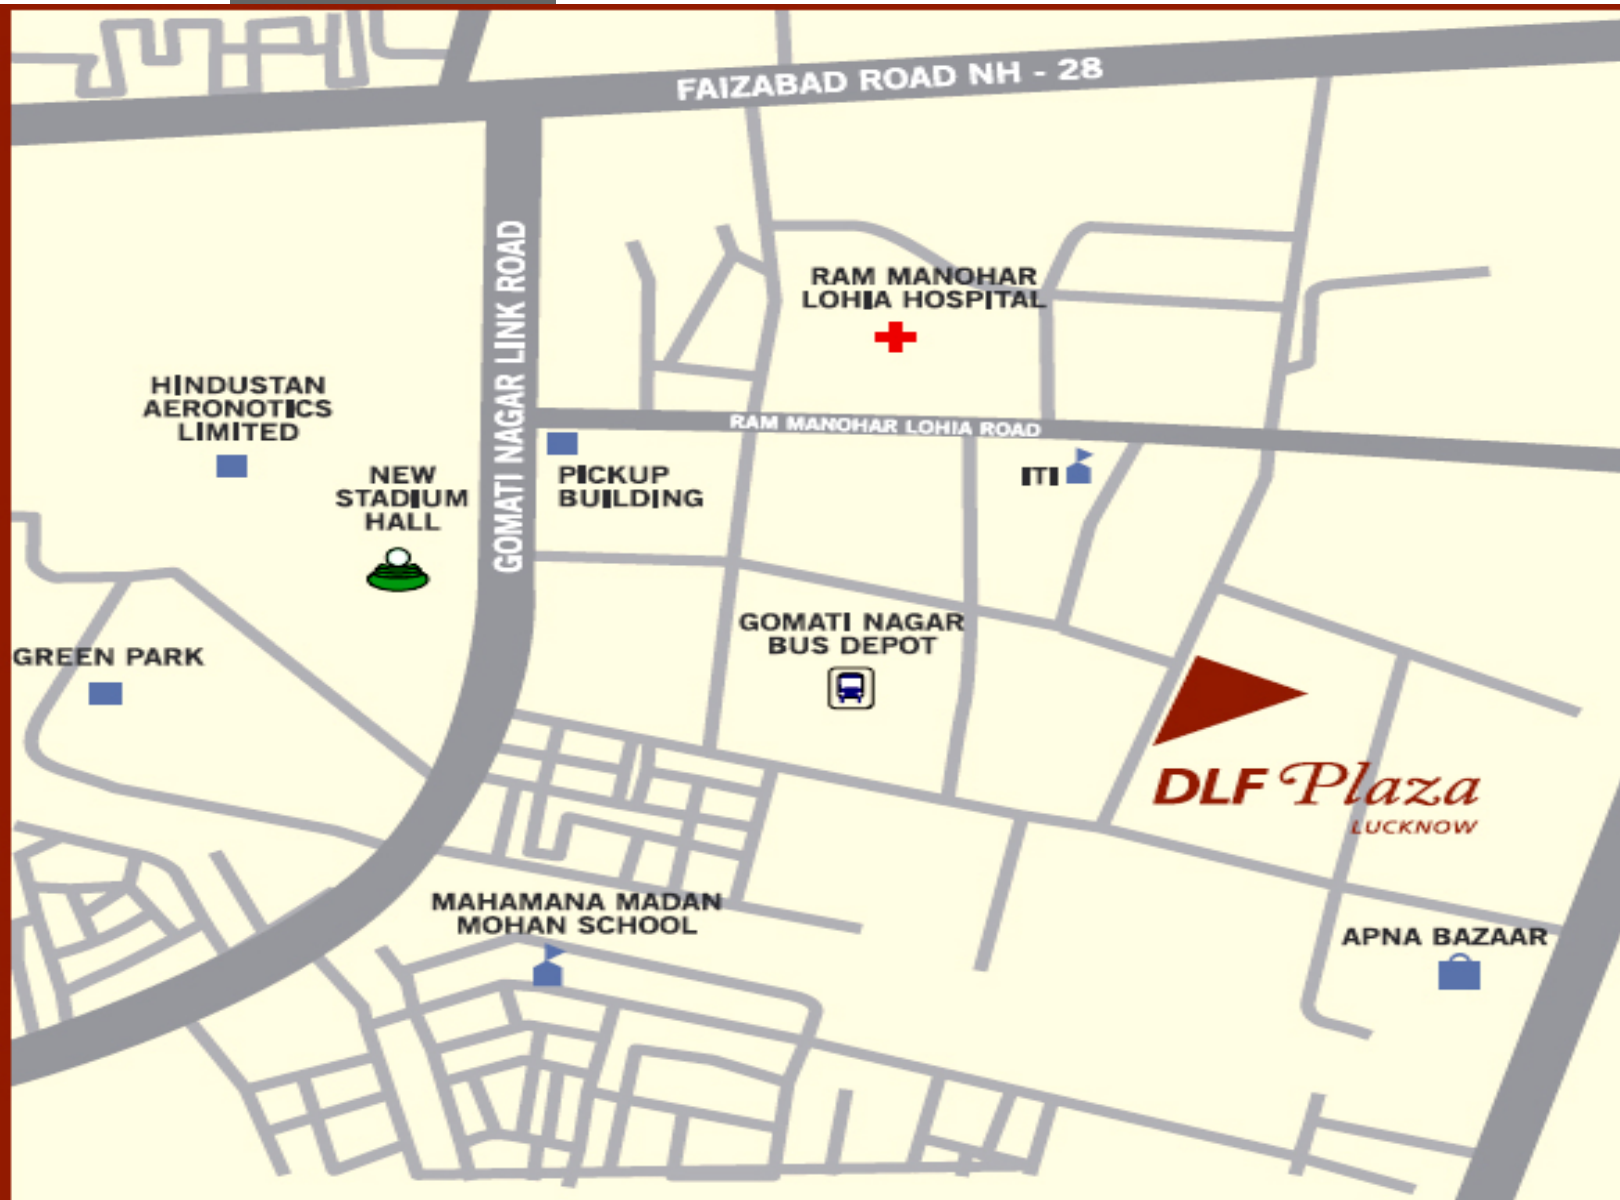 FAIZABAD ROAD NH - 28
GOMATI NAGAR LINK ROAD
RAM MANOHAR
LOHIA HOSPITAL
HINDUSTAN
AERONOTICS
LIMITED
RAM MANOHAR LOHIA ROAD
NEW
STADIUM
HALL
PICKUP
BUILDING
ITI
GOMATI NAGAR
BUS DEPOT
GREEN PARK
DLF Plaza
LUCKNOW
MAHAMANA MADAN
MOHAN SCHOOL
APNA BAZAAR